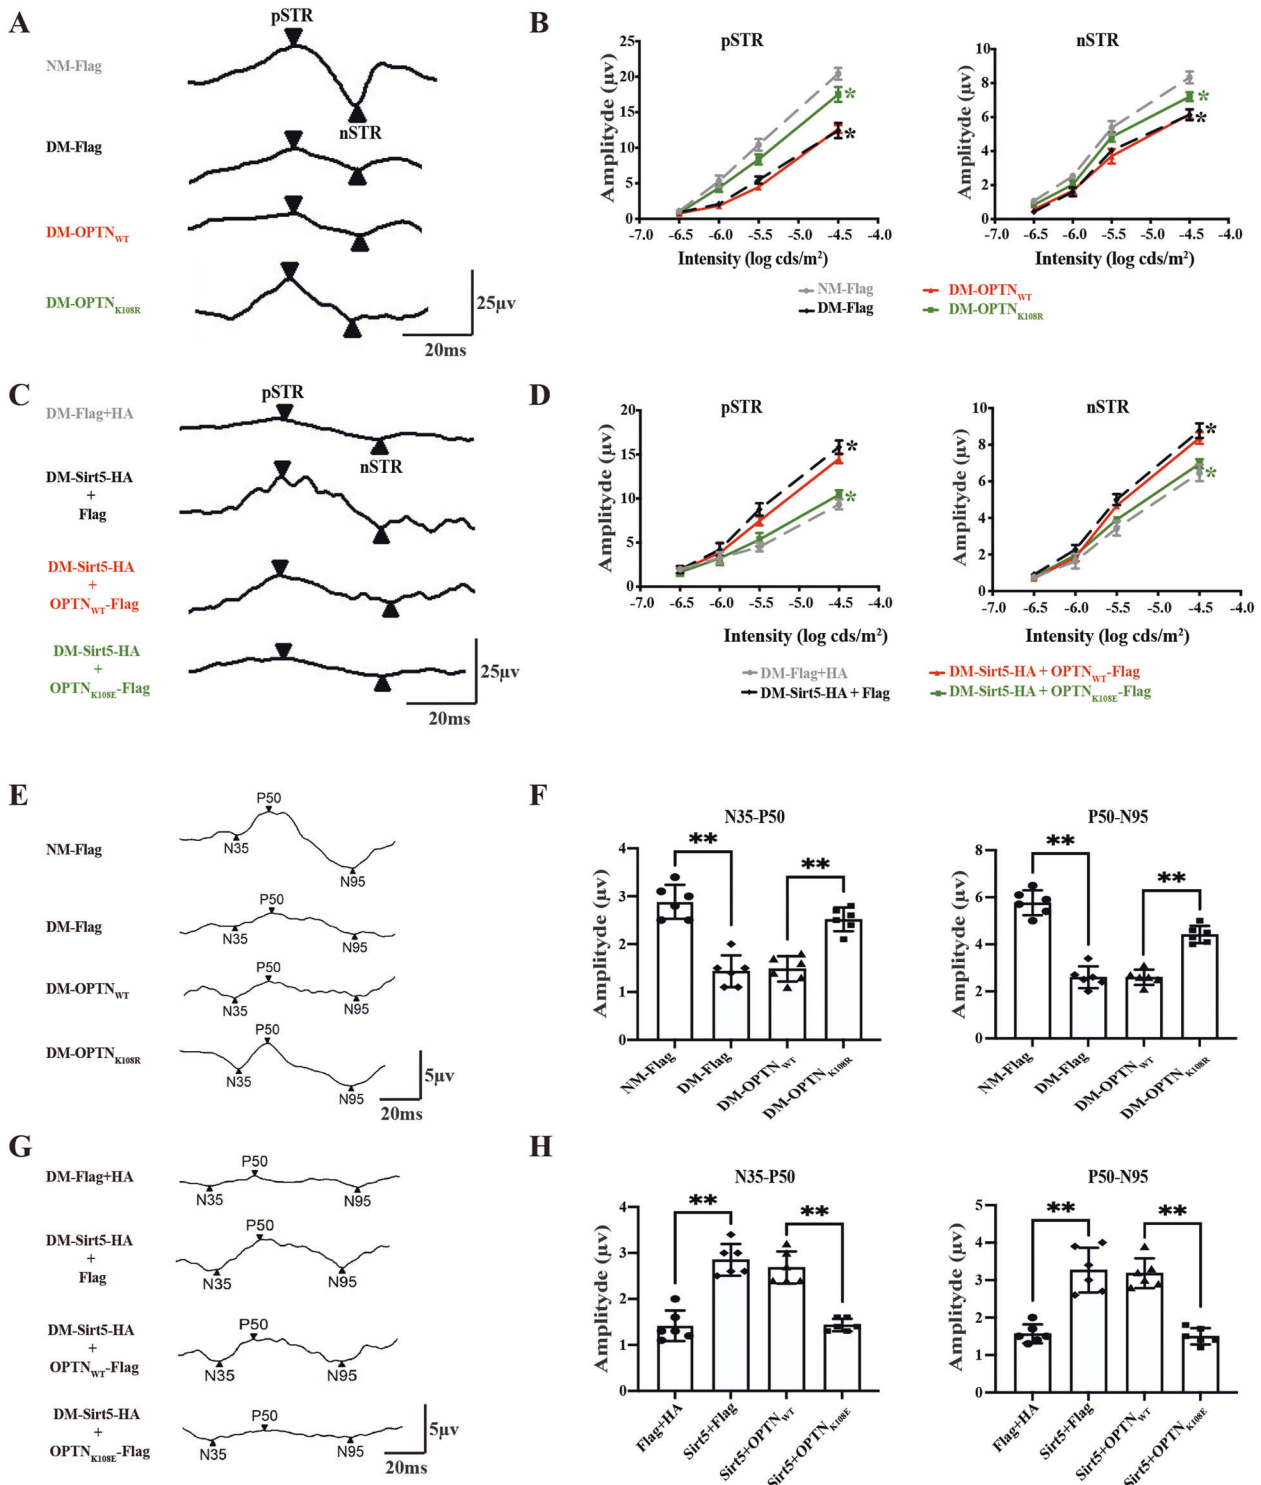 A
pSTR
NM-Flag
nSTR
DM-Flag
DM-OPTNWT
DM-OPTNK108R
25μv
20ms
B
pSTR
Amplityde (μv)
25
20
15
10
5
0
-7.0 -6.5 -6.0 -5.5 -5.0 -4.5 -4.0
Intensity (log cds/m²)
*
*
nSTR
Amplityde (μv)
10
8
6
4
2
0
-7.0 -6.5 -6.0 -5.5 -5.0 -4.5 -4.0
Intensity (log cds/m²)
*
*
NM-Flag
DM-Flag
DM-OPTNWT
DM-OPTNK108R
C
pSTR
DM-Flag+HA
nSTR
DM-Sirt5-HA
+
Flag
DM-Sirt5-HA
+
OPTNWT-Flag
DM-Sirt5-HA
+
OPTNK108E-Flag
25μv
20ms
D
pSTR
Amplityde (μv)
20
15
10
5
0
-7.0 -6.5 -6.0 -5.5 -5.0 -4.5 -4.0
Intensity (log cds/m²)
*
*
nSTR
Amplityde (μv)
10
8
6
4
2
0
-7.0 -6.5 -6.0 -5.5 -5.0 -4.5 -4.0
Intensity (log cds/m²)
*
*
DM-Flag+HA
DM-Sirt5-HA + Flag
DM-Sirt5-HA + OPTNWT-Flag
DM-Sirt5-HA + OPTNK108E-Flag
E
NM-Flag
P50
N35
N95
DM-Flag
P50
N35
N95
DM-OPTNWT
P50
N35
N95
DM-OPTNK108R
P50
N35
N95
5μv
20ms
F
N35-P50
Amplityde (μv)
4
3
2
1
0
**
**
NM-Flag
DM-Flag
DM-OPTNWT
DM-OPTNK108R
P50-N95
Amplityde (μv)
8
6
4
2
0
**
**
NM-Flag
DM-Flag
DM-OPTNWT
DM-OPTNK108R
G
DM-Flag+HA
P50
N35
N95
DM-Sirt5-HA
+
Flag
P50
N35
N95
DM-Sirt5-HA
+
OPTNWT-Flag
P50
N35
N95
DM-Sirt5-HA
+
OPTNK108E-Flag
P50
N35
N95
5μv
20ms
H
N35-P50
Amplityde (μv)
4
3
2
1
0
**
**
Flag+HA
Sirt5+Flag
Sirt5+OPTNWT
Sirt5+OPTNK108E
P50-N95
Amplityde (μv)
5
4
3
2
1
0
**
**
Flag+HA
Sirt5+Flag
Sirt5+OPTNWT
Sirt5+OPTNK108E